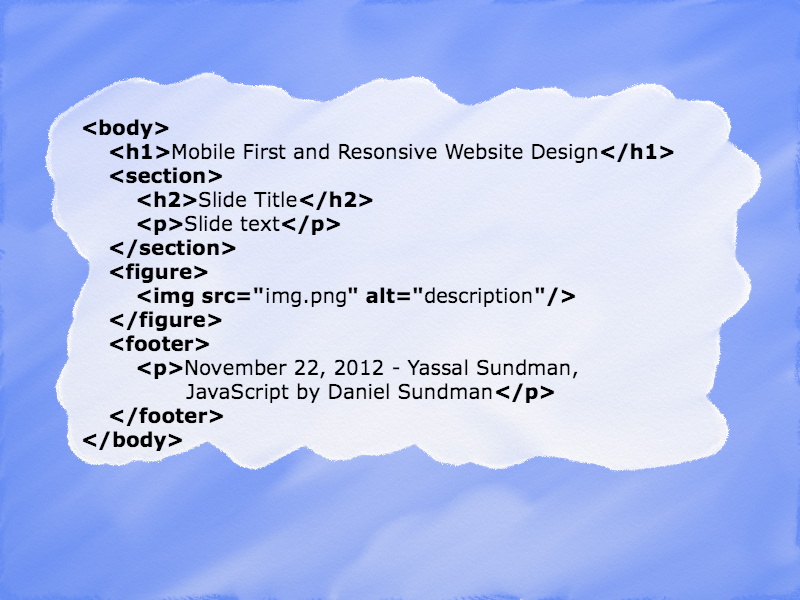 <body>
<h1>Mobile First and Resonsive Website Design</h1>
<section>
<h2>Slide Title</h2>
<p>Slide text</p>
</section>
<figure>
<img src="img.png" alt="description"/>
</figure>
<footer>
<p>November 22, 2012 - Yassal Sundman,
JavaScript by Daniel Sundman</p>
</footer>
</body>